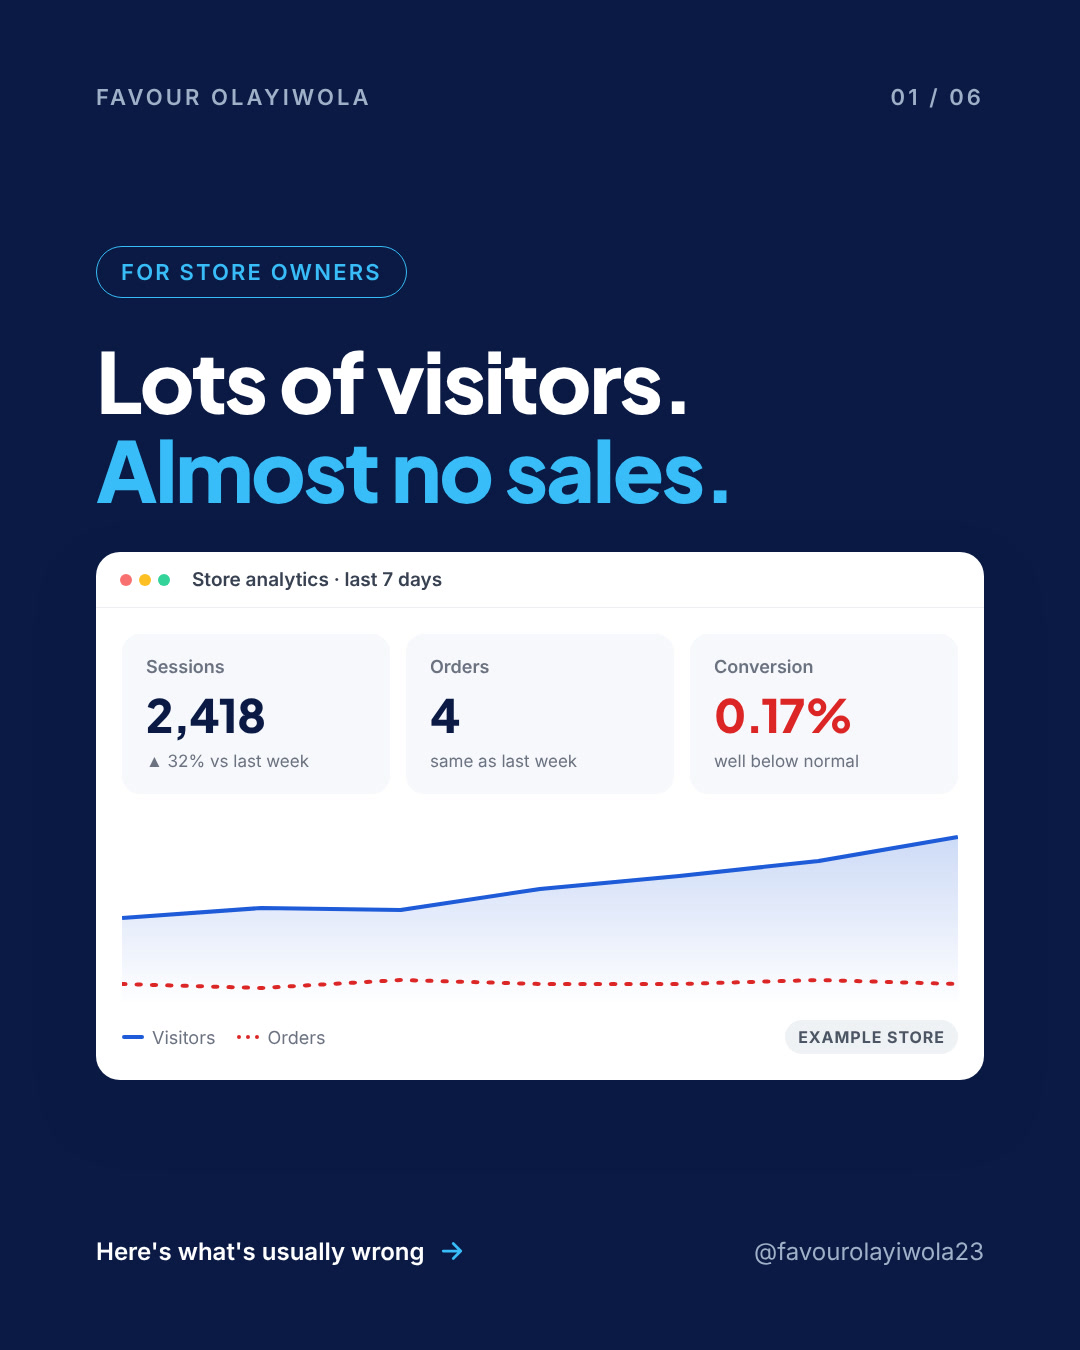 FAVOUR OLAYIWOLA
01 / 06
FOR STORE OWNERS
Lots of visitors.
Almost no sales.
Store analytics · last 7 days
Sessions
2,418
▲ 32% vs last week
Orders
4
same as last week
Conversion
0.17%
well below normal
Visitors
Orders
EXAMPLE STORE
Here's what's usually wrong →
@favourolayiwola23